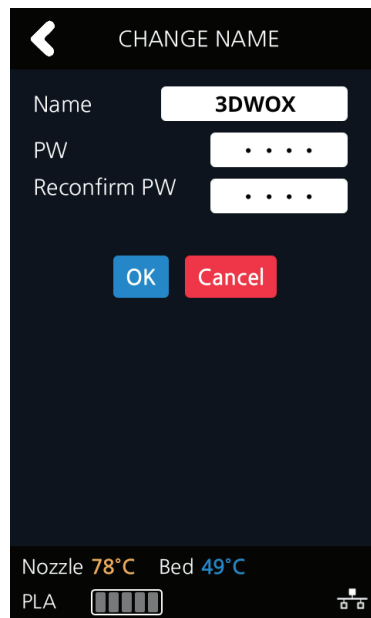 CHANGE NAME
Name 3DWOX
PW ····
Reconfirm PW ····
OK Cancel
Nozzle 78°C Bed 49°C
PLA